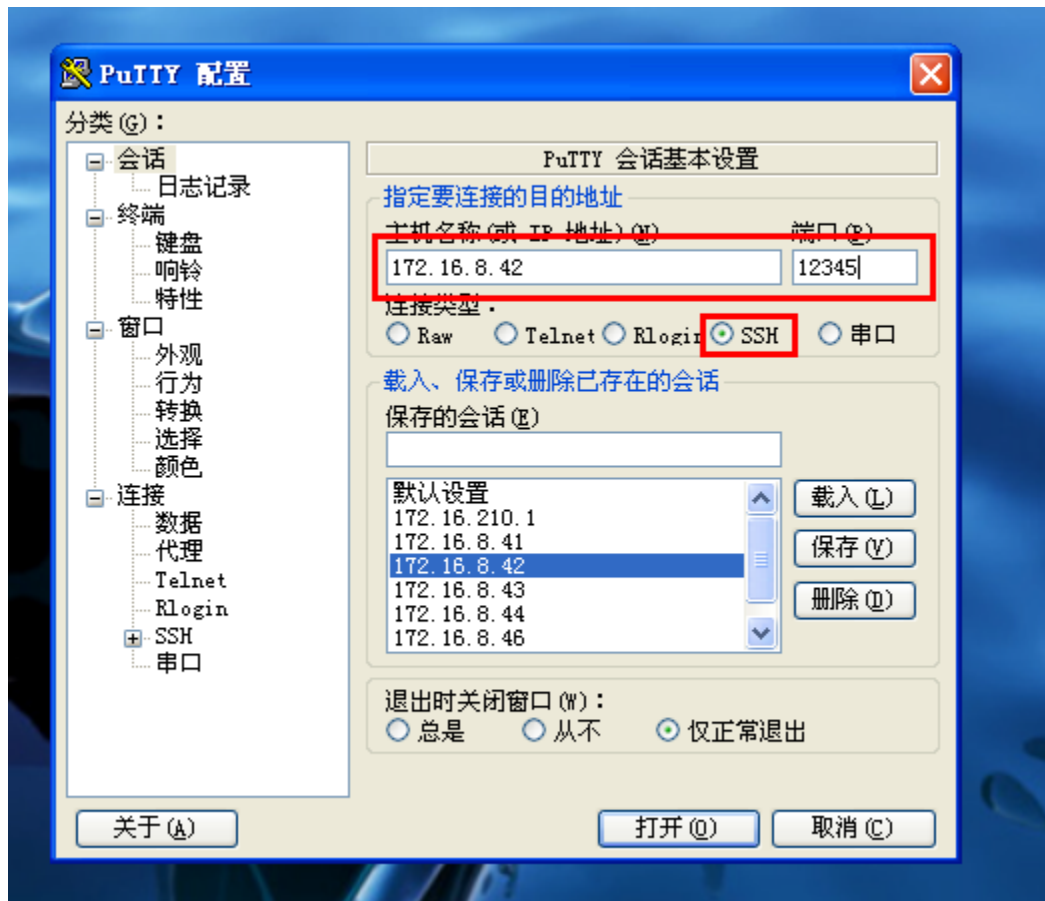 PuTTY 配置
分类(G):
会话
日志记录
终端
键盘
响铃
特性
窗口
外观
行为
转换
选择
颜色
连接
数据
代理
Telnet
Rlogin
SSH
串口
PuTTY 会话基本设置
指定要连接的目的地址
主机名称(或 IP 地址)(N) 端口(P)
172.16.8.42 12345
连接类型:
Raw Telnet Rlogin SSH 串口
载入、保存或删除已存在的会话
保存的会话(E)
默认设置
172.16.210.1
172.16.8.41
172.16.8.42
172.16.8.43
172.16.8.44
172.16.8.46
载入(L)
保存(V)
删除(D)
退出时关闭窗口(W):
总是 从不 仅正常退出
关于(A) 打开(O) 取消(C)